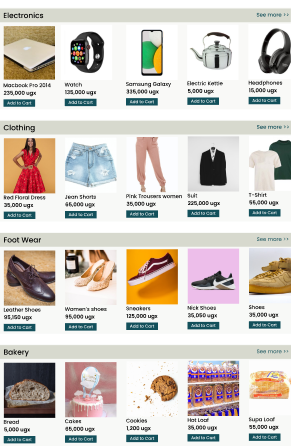 Electronics
See more >>
Macbook Pro 2014
235,000 ugx
Add to Cart
Watch
135,000 ugx
Add to Cart
Samsung Galaxy
335,000 ugx
Add to Cart
Electric Kettle
5,000 ugx
Add to Cart
Headphones
15,000 ugx
Add to Cart
Clothing
See more >>
Red Floral Dress
35,000 ugx
Add to Cart
Jean Shorts
65,000 ugx
Add to Cart
Pink Trousers women
35,000 ugx
Add to Cart
Suit
225,000 ugx
Add to Cart
T-Shirt
55,000 ugx
Add to Cart
Foot Wear
See more >>
Leather Shoes
95,150 ugx
Add to Cart
Women's shoes
65,000 ugx
Add to Cart
Sneakers
125,000 ugx
Add to Cart
Nick Shoes
35,050 ugx
Add to Cart
Shoes
35,000 ugx
Add to Cart
Bakery
See more >>
Bread
5,000 ugx
Add to Cart
Cakes
65,000 ugx
Add to Cart
Cookies
1,200 ugx
Add to Cart
Hot Loaf
35,000 ugx
Add to Cart
Supa Loaf
55,000 ugx
Add to Cart